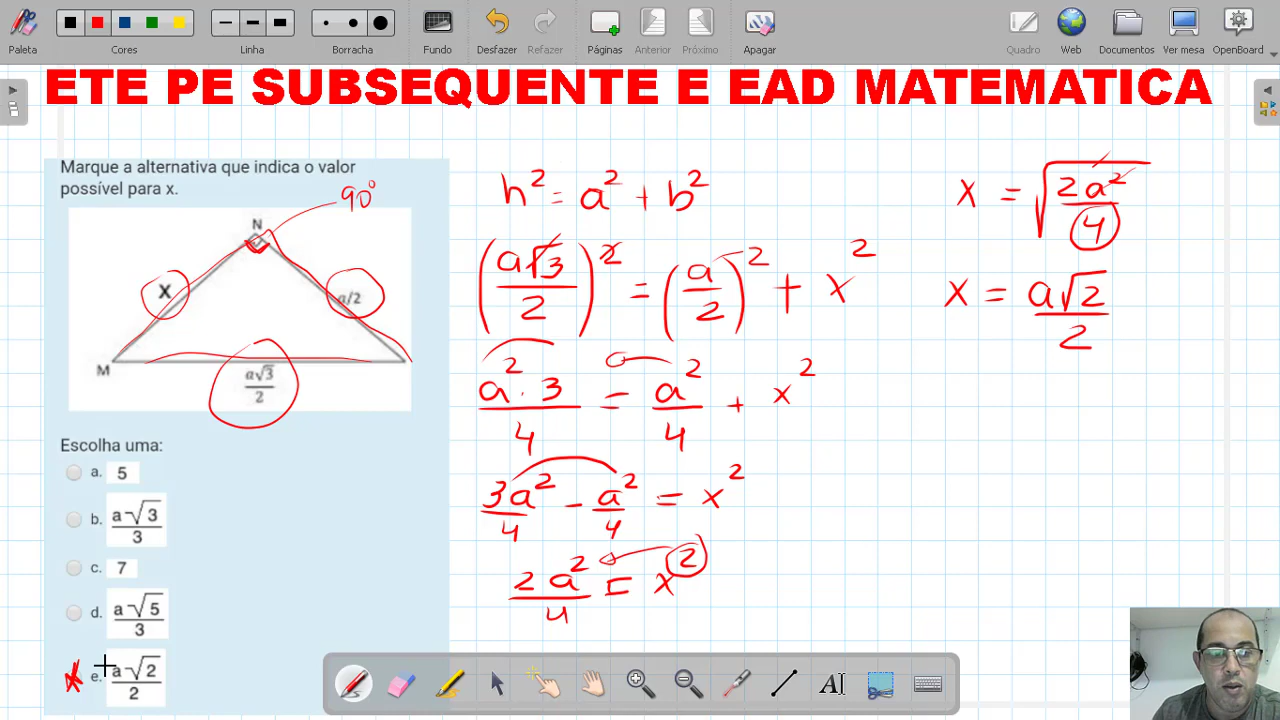 Paleta
Cores
Linha
Borracha
Fundo
Desfazer
Refazer
Páginas
Anterior
Próximo
Apagar
Quadro
Web
Documentos
Ver mesa
OpenBoard
ETE PE SUBSEQUENTE E EAD MATEMATICA
Marque a alternativa que indica o valor
possível para x.
90°
N
X
a/2
M
a√3/2
Escolha uma:
a. 5
b. a√3/3
c. 7
d. a√5/3
e. a√2/2
h² = a² + b²
(a√3/2)² = (a/2)² + x²
a²·3/4 = a²/4 + x²
3a²/4 - a²/4 = x²
2a²/4 = x²
x = √(2a²/4)
x = a√2/2